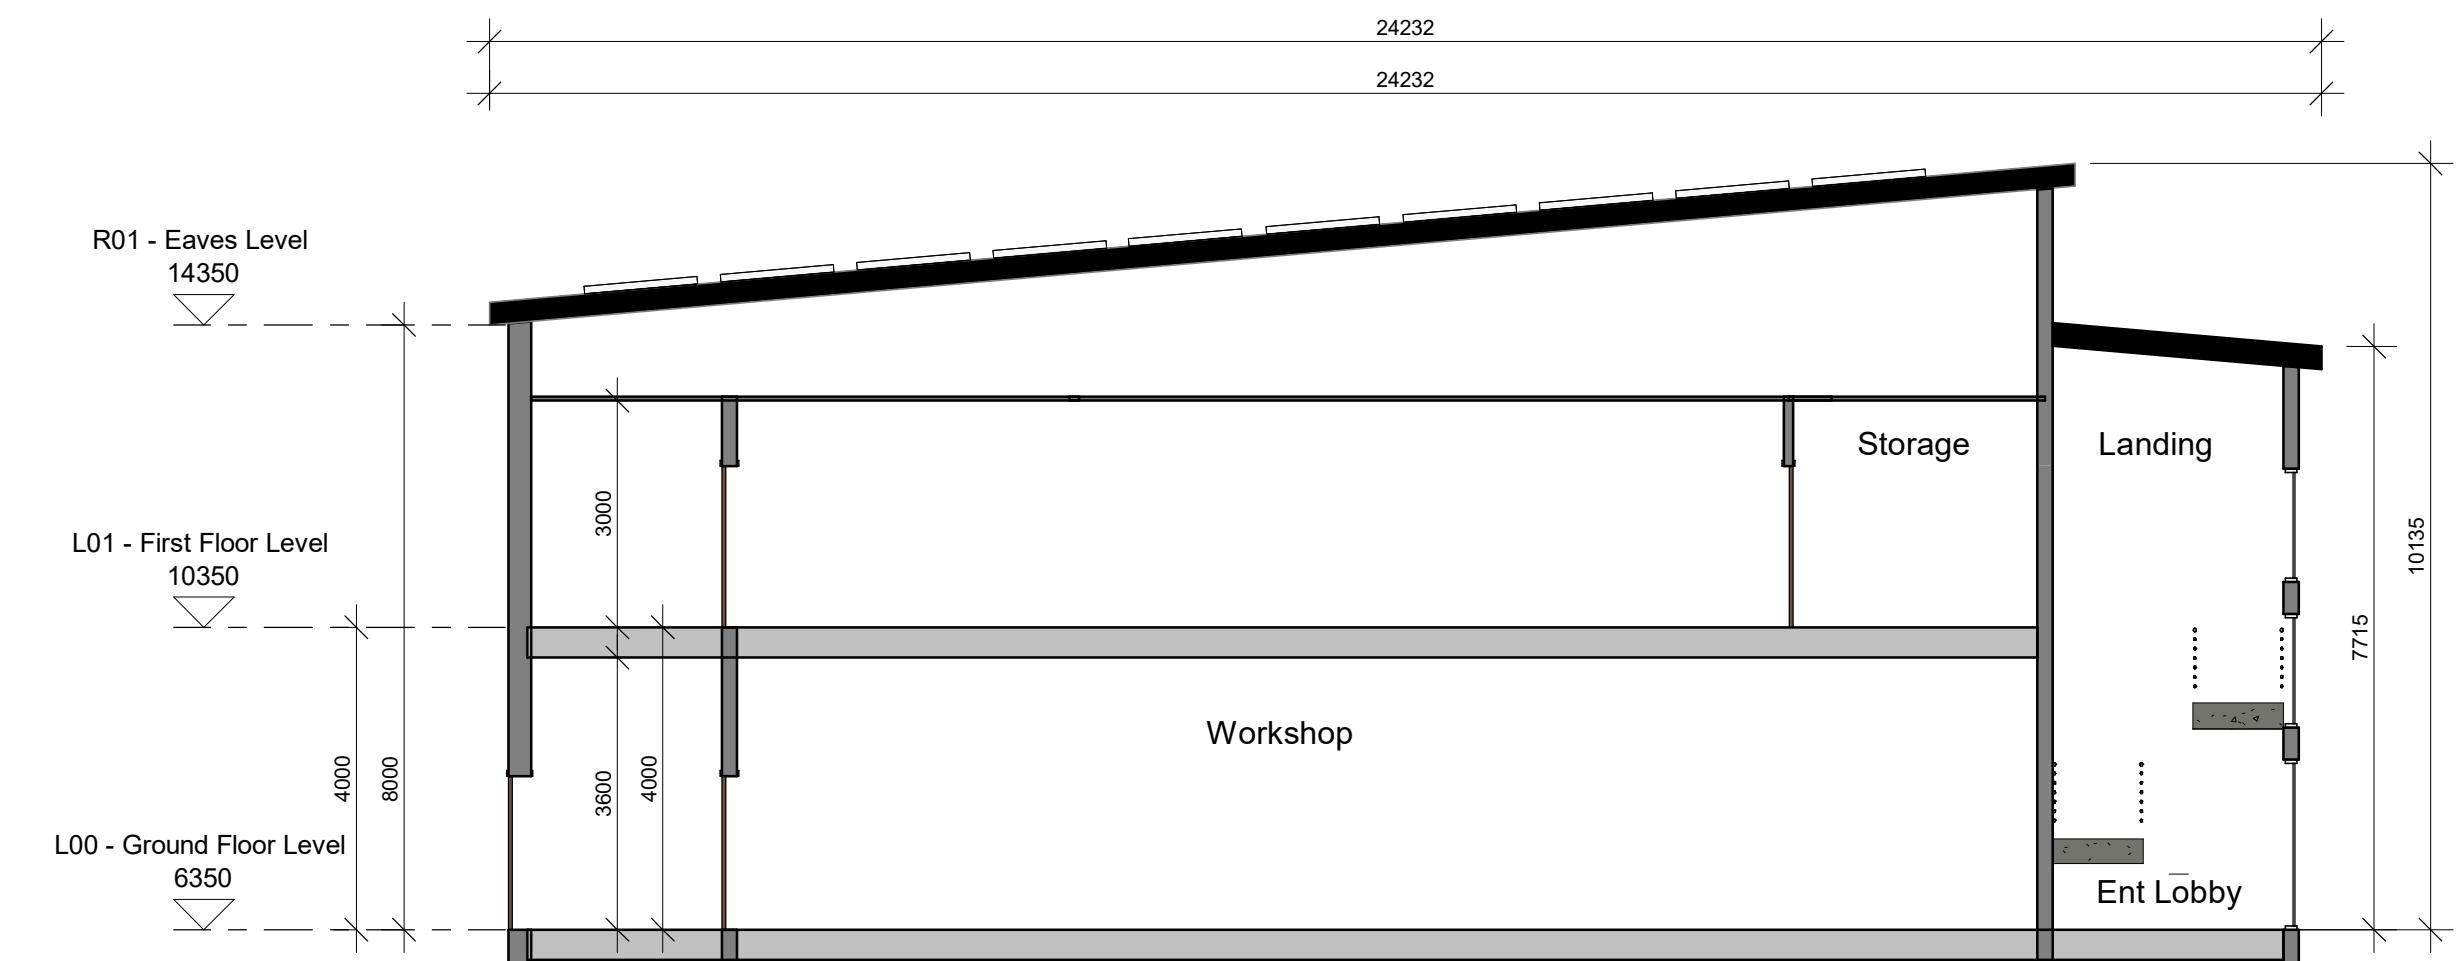 24232
24232
R01 - Eaves Level
14350
Storage
Landing
3000
L01 - First Floor Level
10350
10135
7715
Workshop
4000
8000
3600
4000
L00 - Ground Floor Level
6350
Ent Lobby